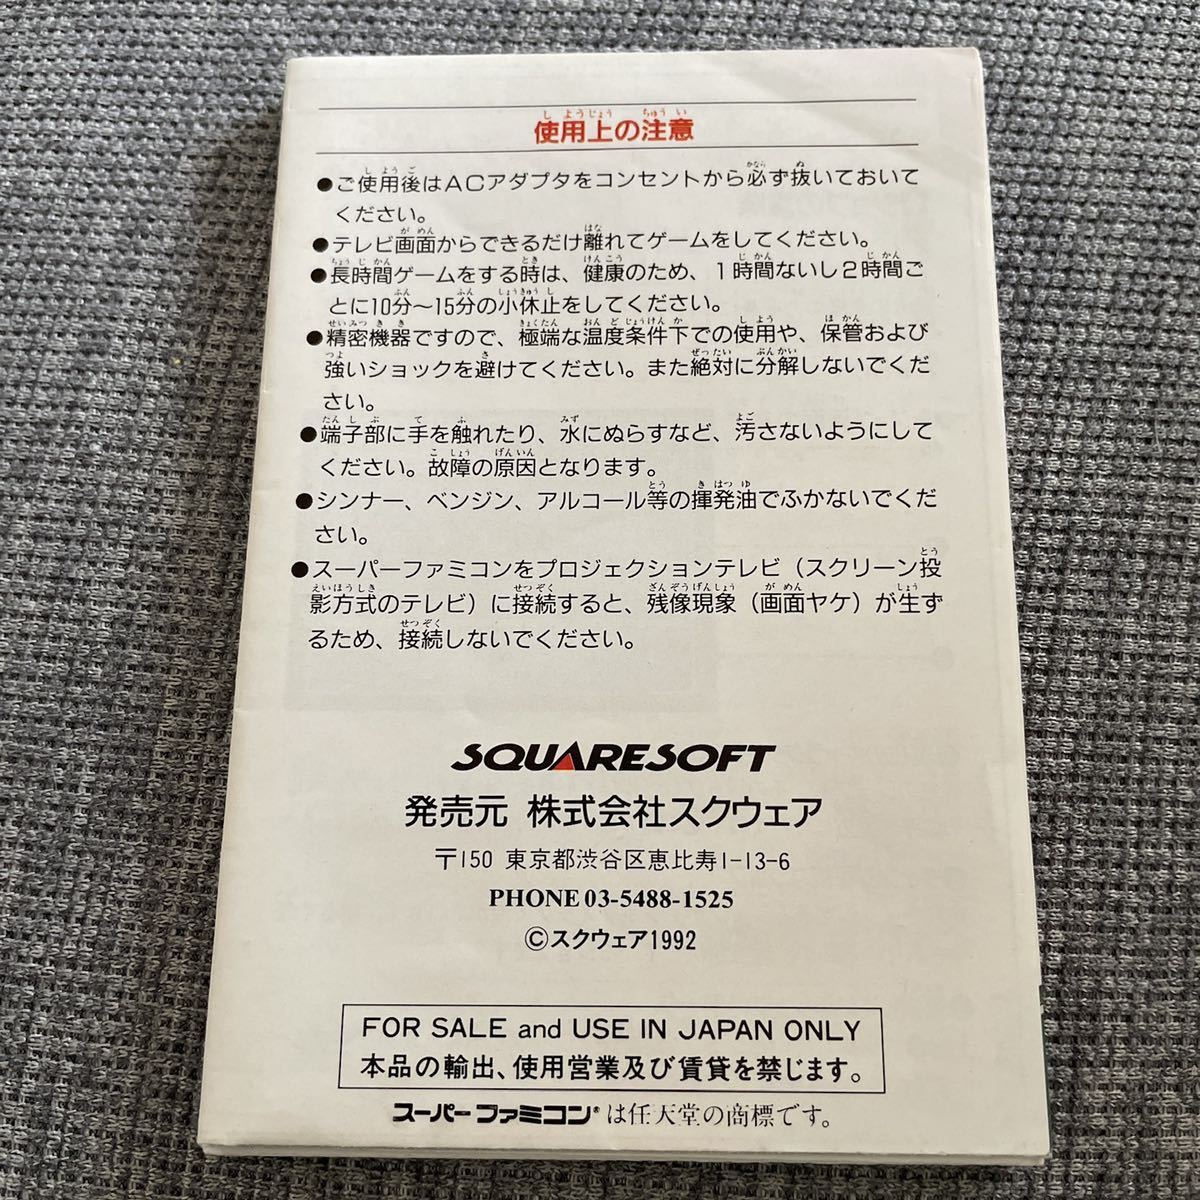 使用上の注意
●ご使用後はACアダプタをコンセントから必ず抜いておいて
ください。
●テレビ画面からできるだけ離れてゲームをしてください。
●長時間ゲームをする時は、健康のため、1時間ないし2時間ご
とに10分～15分の小休止をしてください。
●精密機器ですので、極端な温度条件下での使用や、保管および
強いショックを避けてください。また絶対に分解しないでくだ
さい。
●端子部に手を触れたり、水にぬらすなど、汚さないようにして
ください。故障の原因となります。
●シンナー、ベンジン、アルコール等の揮発油でふかないでくだ
さい。
●スーパーファミコンをプロジェクションテレビ（スクリーン投
影方式のテレビ）に接続すると、残像現象（画面ヤケ）が生ず
るため、接続しないでください。
SQUARESOFT
発売元 株式会社スクウェア
〒150 東京都渋谷区恵比寿1-13-6
PHONE 03-5488-1525
©スクウェア1992
FOR SALE and USE IN JAPAN ONLY
本品の輸出、使用営業及び賃貸を禁じます。
スーパーファミコン®は任天堂の商標です。